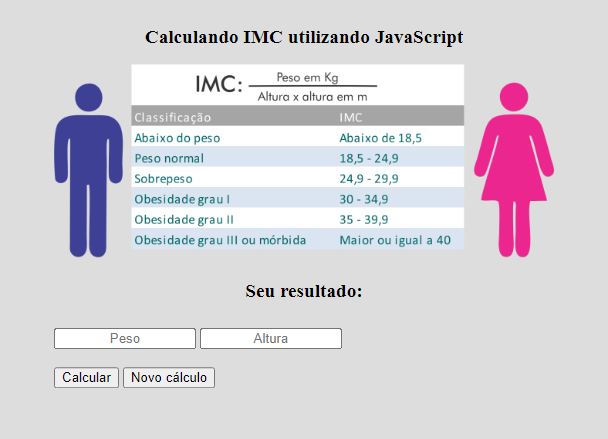 Calculando IMC utilizando JavaScript
IMC: Peso em Kg
Altura x altura em m
Classificação IMC
Abaixo do peso Abaixo de 18,5
Peso normal 18,5 - 24,9
Sobrepeso 24,9 - 29,9
Obesidade grau I 30 - 34,9
Obesidade grau II 35 - 39,9
Obesidade grau III ou mórbida Maior ou igual a 40
Seu resultado:
Peso Altura
Calcular Novo cálculo